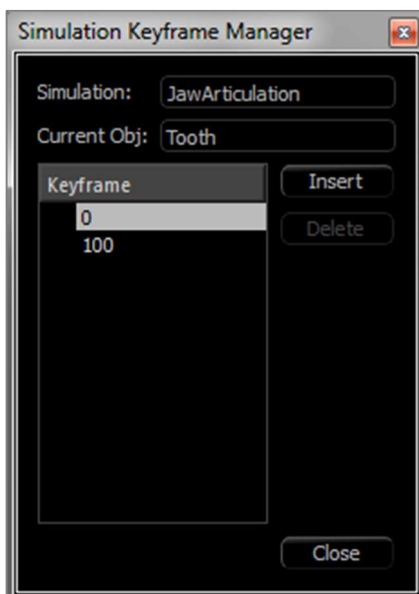 Simulation Keyframe Manager
Simulation: JawArticulation
Current Obj: Tooth
Keyframe Insert
0 Delete
100
Close